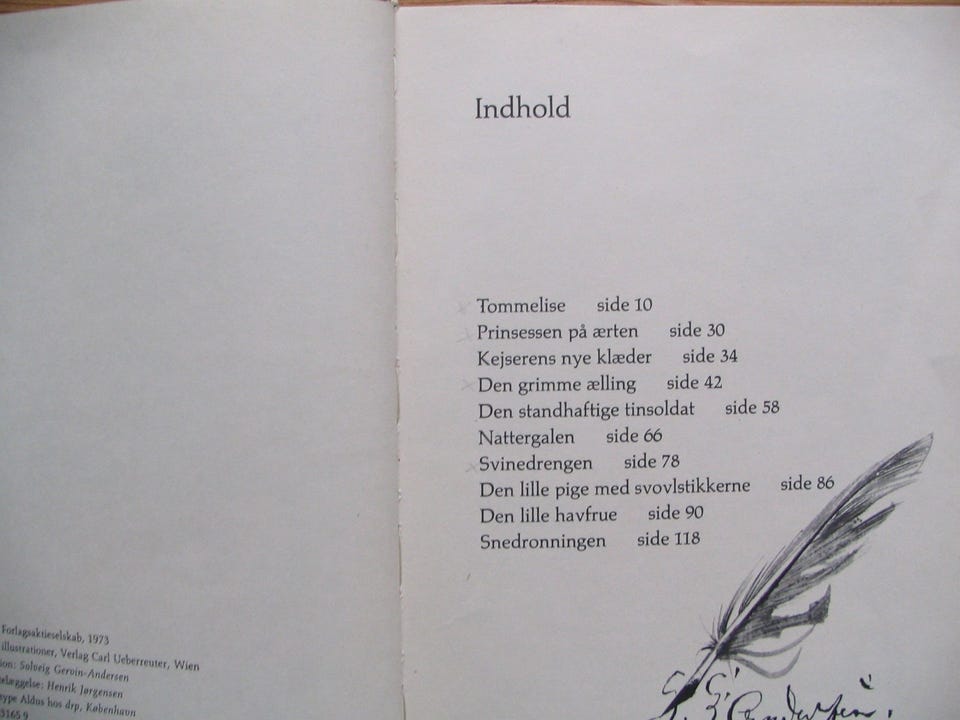 Forlagsaktieselskab, 1973
illustrationer, Verlag Carl Ueberreuter, Wien
Solveig Gervin-Andersen
Henrik Jørgensen
Aldus hos drp, København
Indhold
Tommelise side 10
Prinsessen på ærten side 30
Kejserens nye klæder side 34
Den grimme ælling side 42
Den standhaftige tinsoldat side 58
Nattergalen side 66
Svinedrengen side 78
Den lille pige med svovlstikkerne side 86
Den lille havfrue side 90
Snedronningen side 118
H. C. Andersen.